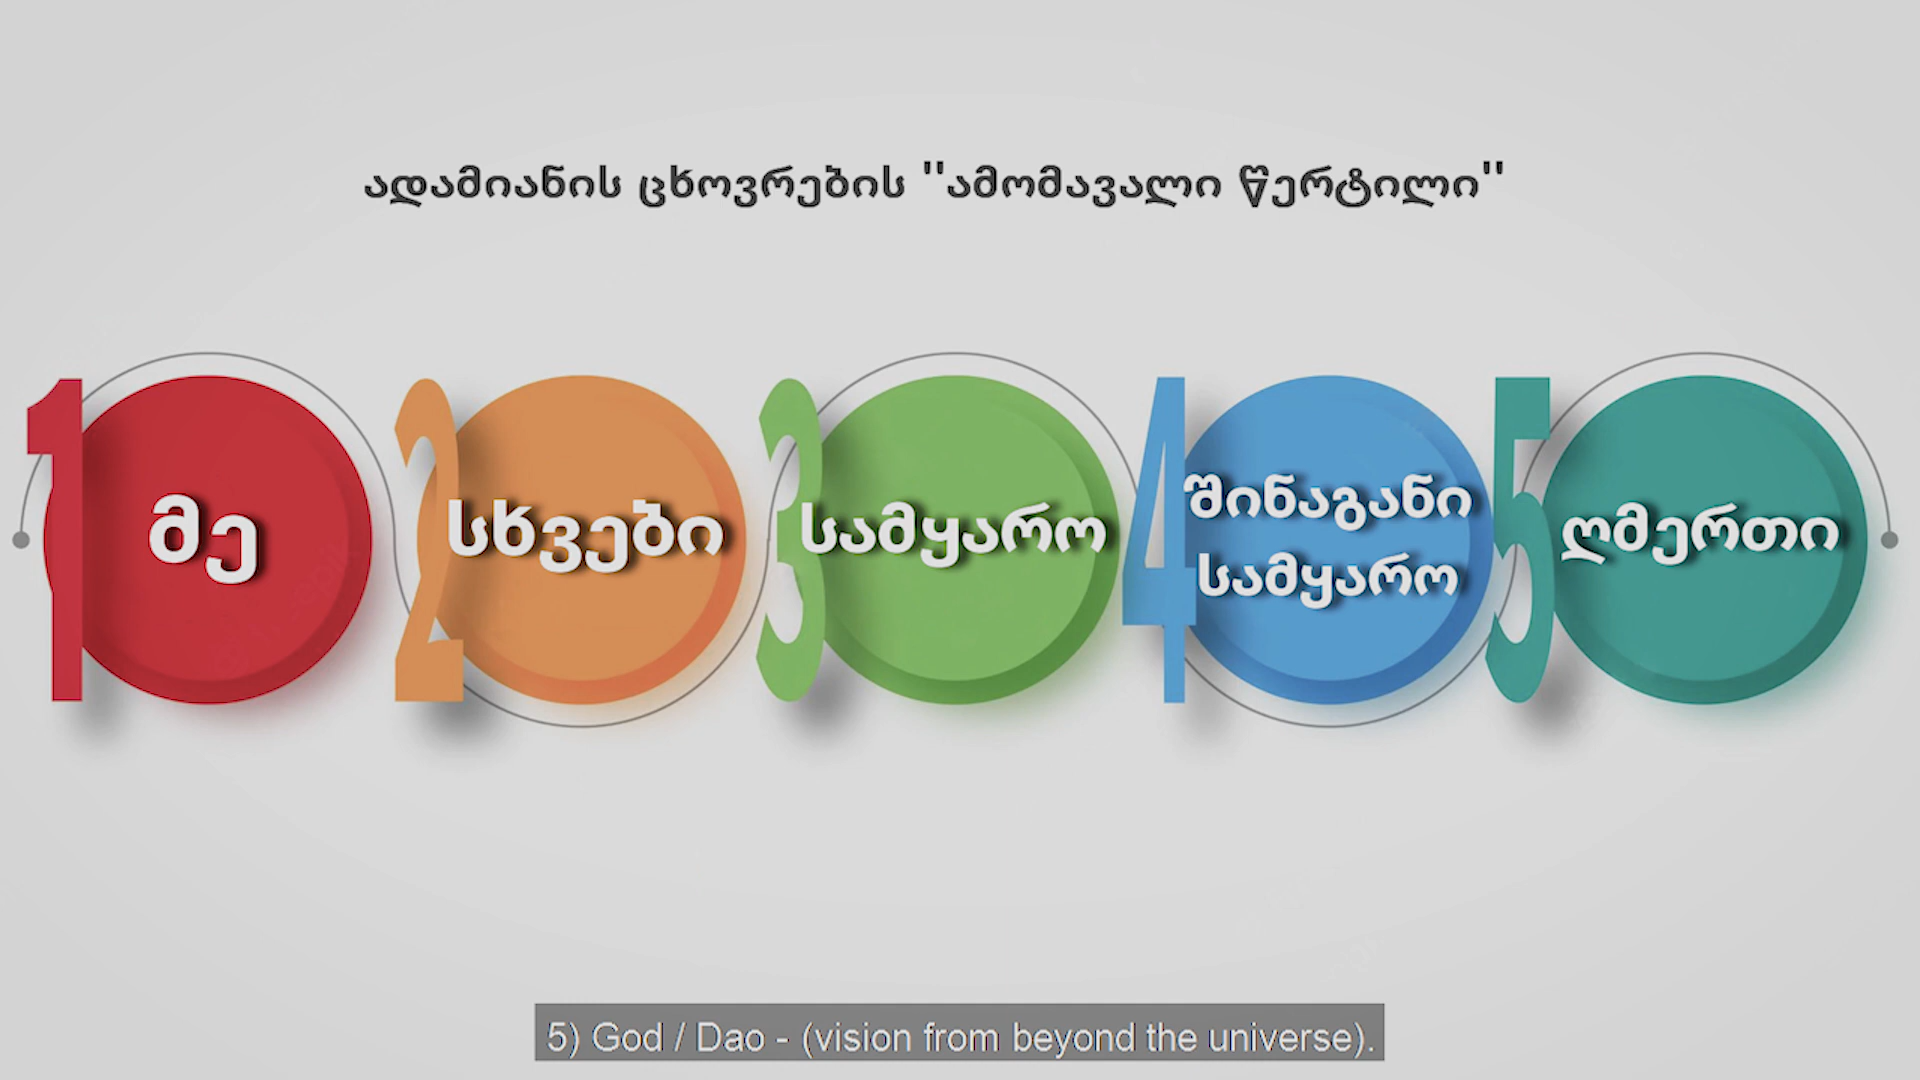 ადამიანის ცხოვრების "ამომავალი წერტილი"
1 მე
2 სხვები
3 სამყარო
4 შინაგანი
სამყარო
5 ღმერთი
5) God / Dao - (vision from beyond the universe).